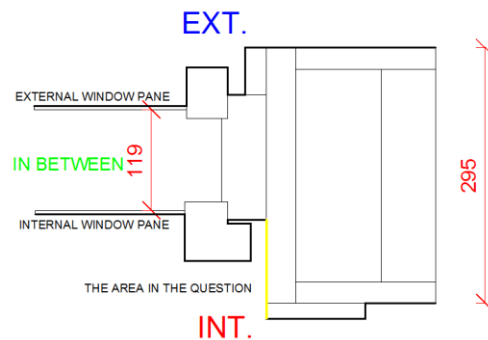 EXT.
EXTERNAL WINDOW PANE
IN BETWEEN
119
295
INTERNAL WINDOW PANE
THE AREA IN THE QUESTION
INT.